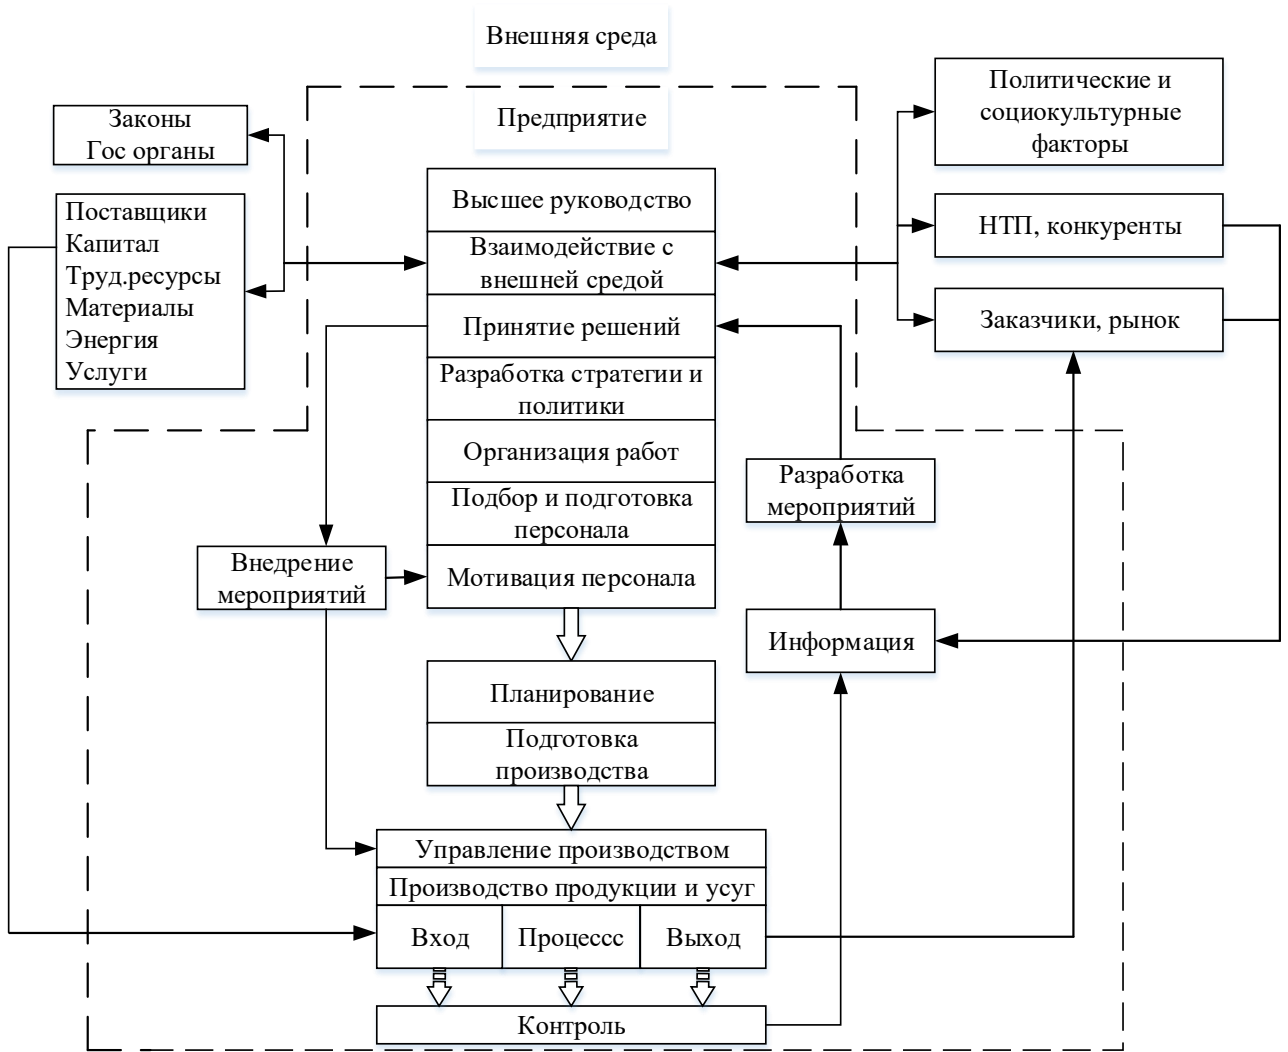 Внешняя среда
Предприятие
Законы
Гос органы
Поставщики
Капитал
Труд.ресурсы
Материалы
Энергия
Услуги
Высшее руководство
Взаимодействие с
внешней средой
Принятие решений
Разработка стратегии и
политики
Организация работ
Подбор и подготовка
персонала
Мотивация персонала
Политические и
социокультурные
факторы
НТП, конкуренты
Заказчики, рынок
Разработка
мероприятий
Внедрение
мероприятий
Информация
Планирование
Подготовка
производства
Управление производством
Производство продукции и усуг
Вход
Процессс
Выход
Контроль